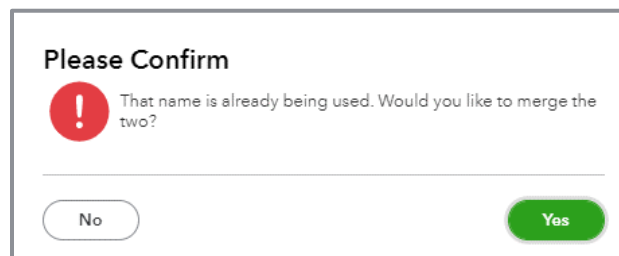 Please Confirm
That name is already being used. Would you like to merge the
two?
No
Yes